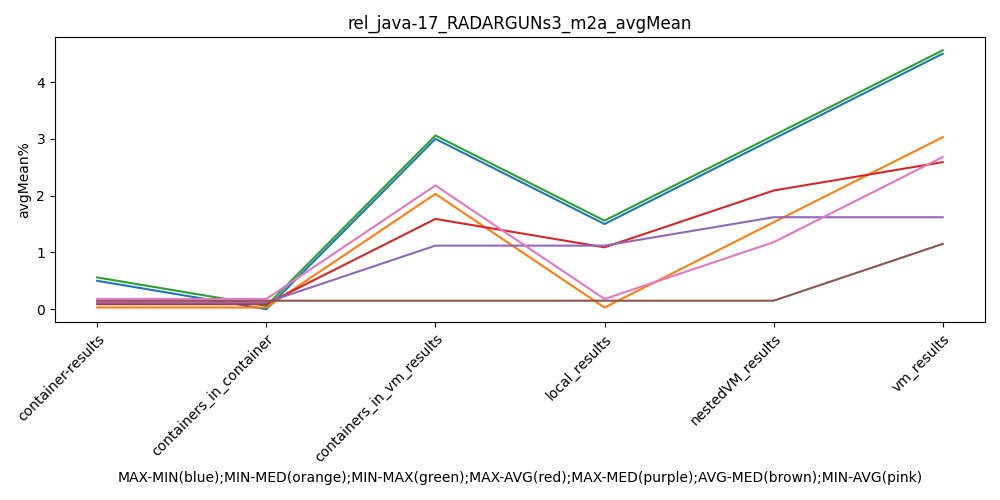 rel_java-17_RADARGUNs3_m2a_avgMean
avgMean%
4
3
2
1
0
container-results
containers_in_container
containers_in_vm_results
local_results
nestedVM_results
vm_results
MAX-MIN(blue);MIN-MED(orange);MIN-MAX(green);MAX-AVG(red);MAX-MED(purple);AVG-MED(brown);MIN-AVG(pink)